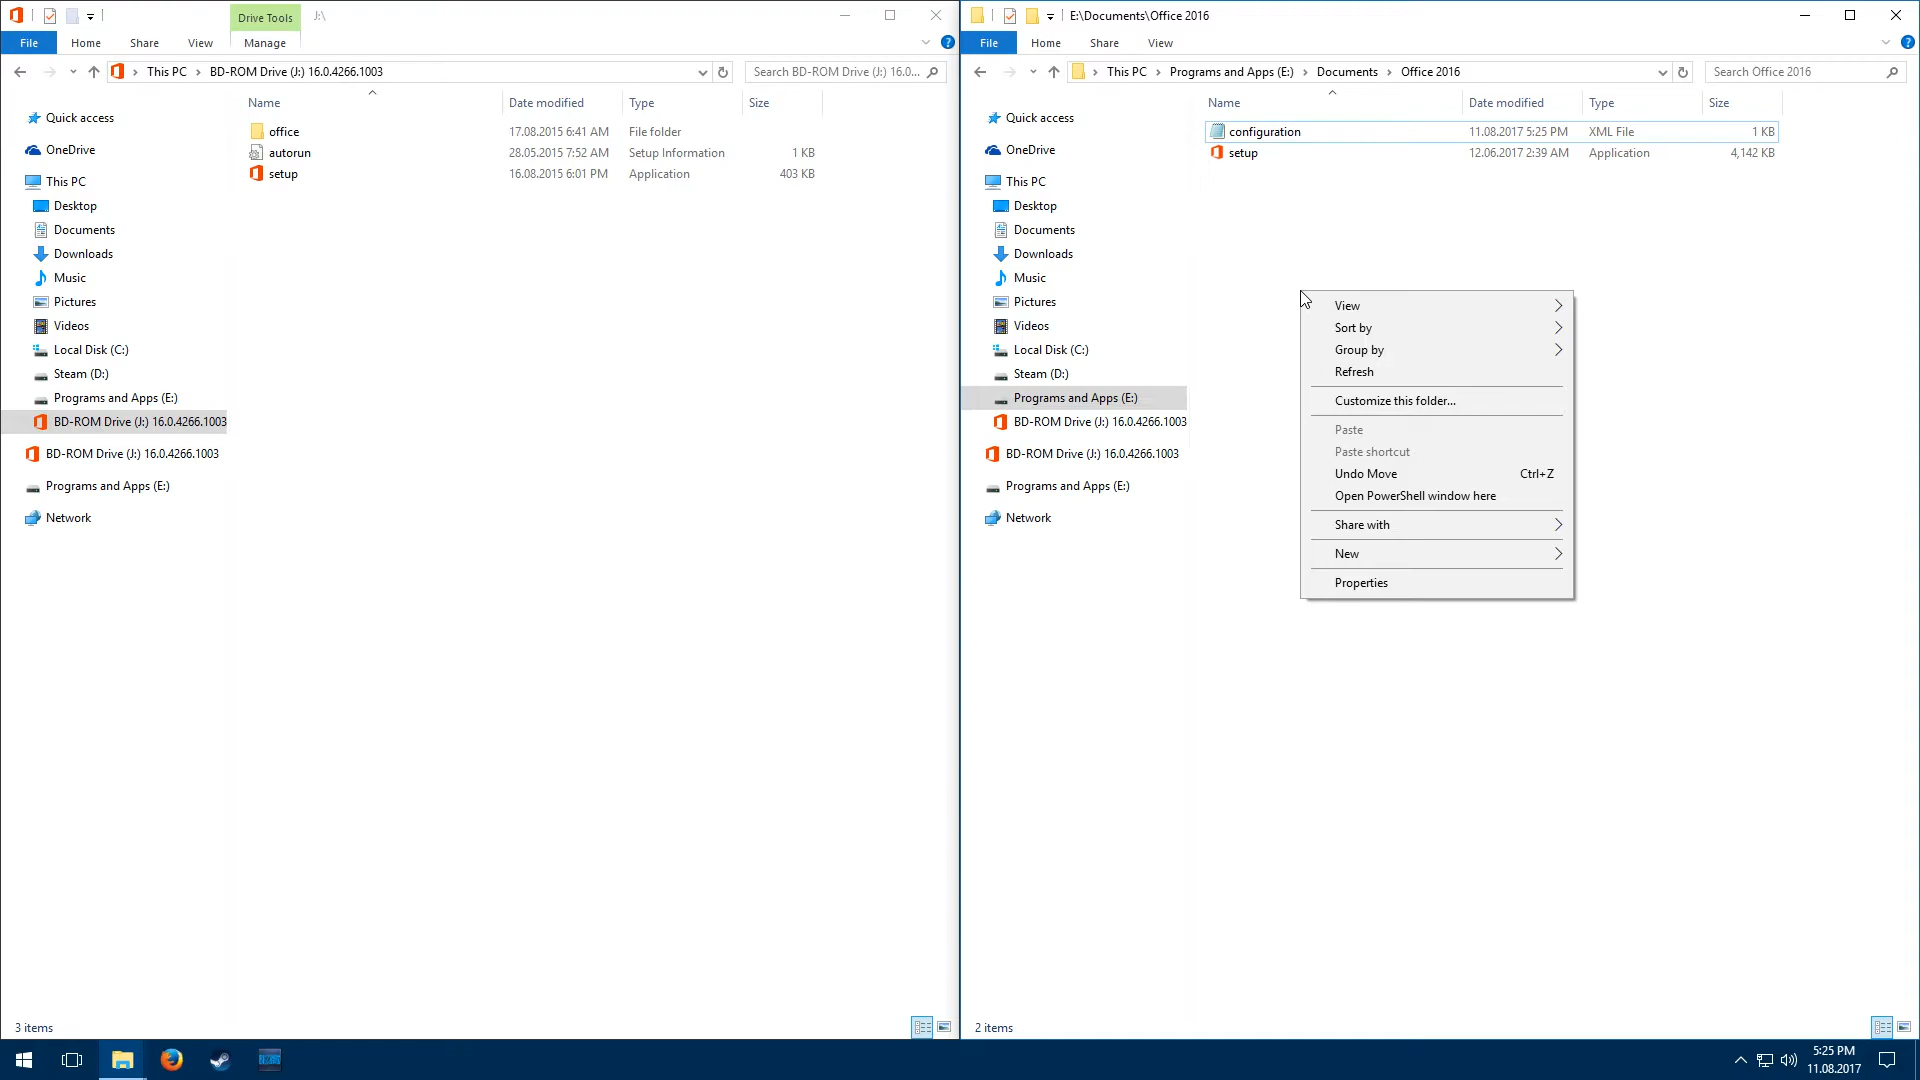 Drive Tools
J:\
File
Home
Share
View
Manage
This PC
BD-ROM Drive (J:) 16.0.4266.1003
Search BD-ROM Drive (J:) 16.0...
Name
Date modified
Type
Size
office
17.08.2015 6:41 AM
File folder
autorun
28.05.2015 7:52 AM
Setup Information
1 KB
setup
16.08.2015 6:01 PM
Application
403 KB
Quick access
OneDrive
This PC
Desktop
Documents
Downloads
Music
Pictures
Videos
Local Disk (C:)
Steam (D:)
Programs and Apps (E:)
BD-ROM Drive (J:) 16.0.4266.1003
BD-ROM Drive (J:) 16.0.4266.1003
Programs and Apps (E:)
Network
3 items
E:\Documents\Office 2016
File
Home
Share
View
This PC
Programs and Apps (E:)
Documents
Office 2016
Search Office 2016
Name
Date modified
Type
Size
configuration
11.08.2017 5:25 PM
XML File
1 KB
setup
12.06.2017 2:39 AM
Application
4,142 KB
Quick access
OneDrive
This PC
Desktop
Documents
Downloads
Music
Pictures
Videos
Local Disk (C:)
Steam (D:)
Programs and Apps (E:)
BD-ROM Drive (J:) 16.0.4266.1003
BD-ROM Drive (J:) 16.0.4266.1003
Programs and Apps (E:)
Network
View
Sort by
Group by
Refresh
Customize this folder...
Paste
Paste shortcut
Undo Move Ctrl+Z
Open PowerShell window here
Share with
New
Properties
2 items
5:25 PM
11.08.2017